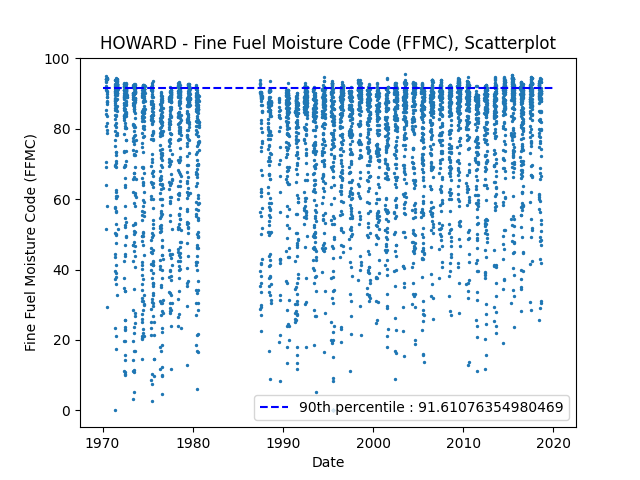 HOWARD - Fine Fuel Moisture Code (FFMC), Scatterplot
100
80
60
40
20
0
Fine Fuel Moisture Code (FFMC)
90th percentile : 91.61076354980469
1970 1980 1990 2000 2010 2020
Date